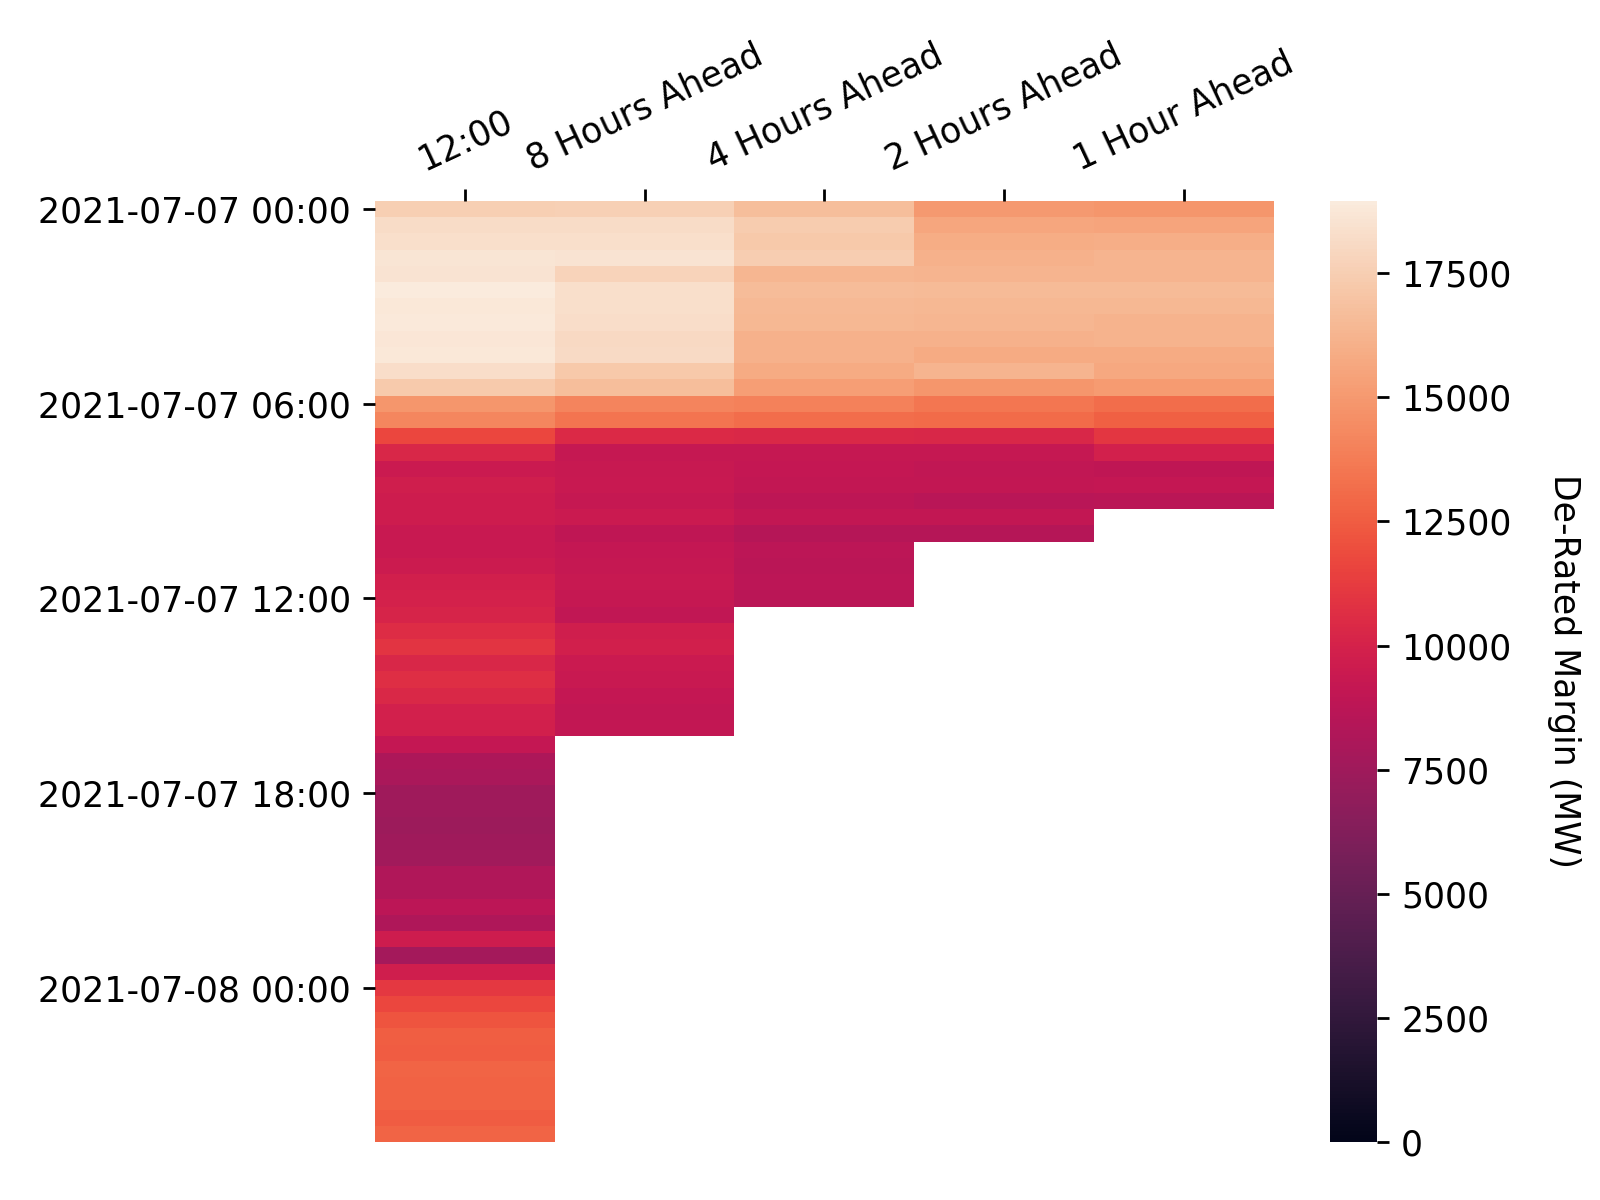 12:00
8 Hours Ahead
4 Hours Ahead
2 Hours Ahead
1 Hour Ahead
2021-07-07 00:00
2021-07-07 06:00
2021-07-07 12:00
2021-07-07 18:00
2021-07-08 00:00
17500
15000
12500
10000
7500
5000
2500
0
De-Rated Margin (MW)